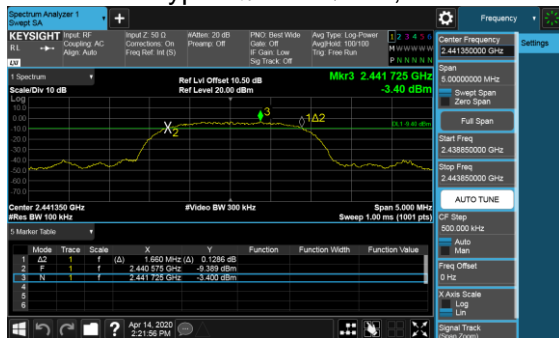 Spectrum Analyzer 1
Swept SA
+
Frequency
KEYSIGHT Input: RF
Coupling: AC
Align: Auto
Input Z: 50 Ω
Corrections: On
Freq Ref: Int (S)
#Atten: 20 dB
Preamp: Off
PNO: Best Wide
Gate: Off
IF Gain: Low
Sig Track: Off
Avg Type: Log-Power
Avg|Hold: 100/100
Trig: Free Run
1 2 3 4 5 6
M W W W W W
P N N N N N
RL
LXI
1 Spectrum
Scale/Div 10 dB
Ref Lvl Offset 10.50 dB
Ref Level 20.00 dBm
Mkr3 2.441 725 GHz
-3.40 dBm
Log
10.0
0.00
-10.0
-20.0
-30.0
-40.0
-50.0
-60.0
-70.0
X2
3
1Δ2
DL1 -9.40 dBm
Center 2.441350 GHz
#Res BW 100 kHz
#Video BW 300 kHz
Span 5.000 MHz
Sweep 1.00 ms (1001 pts)
5 Marker Table
Mode Trace Scale X Y Function Function Width Function Value
1 Δ2 1 f (Δ) 1.660 MHz (Δ) 0.1286 dB
2 F 1 f 2.440 575 GHz -9.389 dBm
3 N 1 f 2.441 725 GHz -3.400 dBm
4
5
6
?
Apr 14, 2020
2:21:56 PM
Center Frequency
2.441350000 GHz
Settings
Span
5.00000000 MHz
Swept Span
Zero Span
Full Span
Start Freq
2.438850000 GHz
Stop Freq
2.443850000 GHz
AUTO TUNE
CF Step
500.000 kHz
Auto
Man
Freq Offset
0 Hz
X Axis Scale
Log
Lin
Signal Track
(Span Zoom)